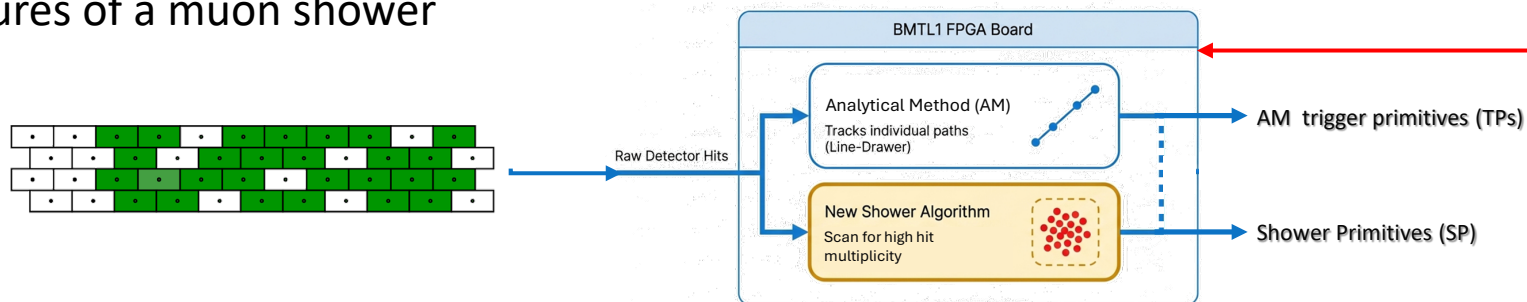 ures of a muon shower
BMTL1 FPGA Board
Analytical Method (AM)
Tracks individual paths
(Line-Drawer)
AM trigger primitives (TPs)
Raw Detector Hits
New Shower Algorithm
Scan for high hit
multiplicity
Shower Primitives (SP)